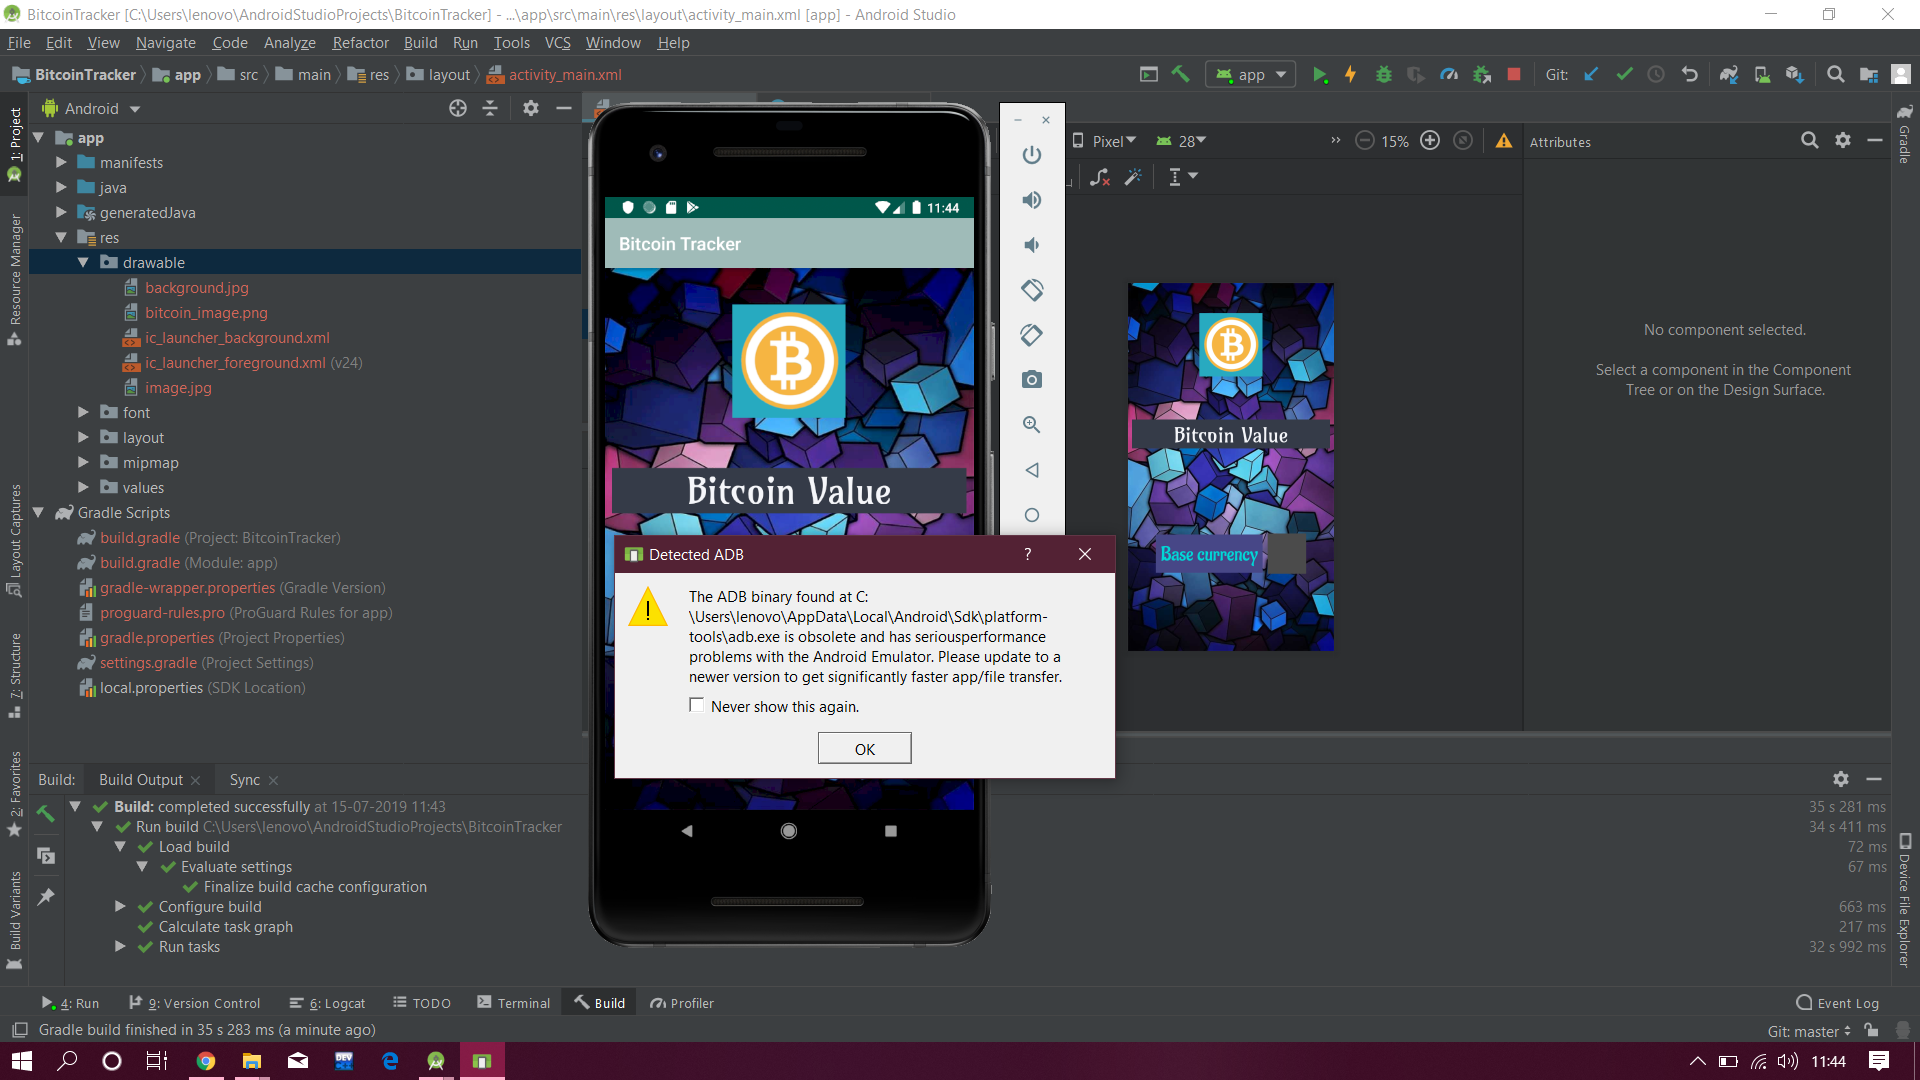 BitcoinTracker [C:\Users\lenovo\AndroidStudioProjects\BitcoinTracker] - ...\app\src\main\res\layout\activity_main.xml [app] - Android Studio
File Edit View Navigate Code Analyze Refactor Build Run Tools VCS Window Help
BitcoinTracker app src main res layout activity_main.xml
app
Git:
Android
app
manifests
java
generatedJava
res
drawable
background.jpg
bitcoin_image.png
ic_launcher_background.xml
ic_launcher_foreground.xml (v24)
image.jpg
font
layout
mipmap
values
Gradle Scripts
build.gradle (Project: BitcoinTracker)
build.gradle (Module: app)
gradle-wrapper.properties (Gradle Version)
proguard-rules.pro (ProGuard Rules for app)
gradle.properties (Project Properties)
settings.gradle (Project Settings)
local.properties (SDK Location)
1: Project
Resource Manager
Layout Captures
7: Structure
2: Favorites
Build Variants
11:44
Bitcoin Tracker
Bitcoin Value
Pixel
28
15%
Bitcoin Value
Base currency
Attributes
No component selected.
Select a component in the Component
Tree or on the Design Surface.
Gradle
Device File Explorer
Detected ADB
?
The ADB binary found at C:
\Users\lenovo\AppData\Local\Android\Sdk\platform-
tools\adb.exe is obsolete and has seriousperformance
problems with the Android Emulator. Please update to a
newer version to get significantly faster app/file transfer.
Never show this again.
OK
Build: Build Output Sync
Build: completed successfully at 15-07-2019 11:43 35 s 281 ms
Run build C:\Users\lenovo\AndroidStudioProjects\BitcoinTracker 34 s 411 ms
Load build 72 ms
Evaluate settings 67 ms
Finalize build cache configuration
Configure build 663 ms
Calculate task graph 217 ms
Run tasks 32 s 992 ms
4: Run 9: Version Control 6: Logcat TODO Terminal Build Profiler Event Log
Gradle build finished in 35 s 283 ms (a minute ago) Git: master
DEV
11:44